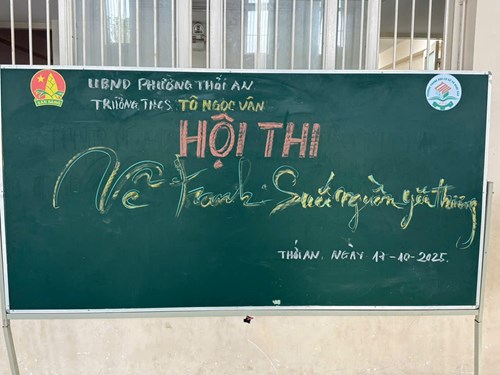 UBND PHƯỜNG THỚI AN
TRƯỜNG THCS TÔ NGỌC VÂN
HỘI THI
Vẽ tranh Suối nguồn yêu thương
THỚI AN, NGÀY 17-10-2025.